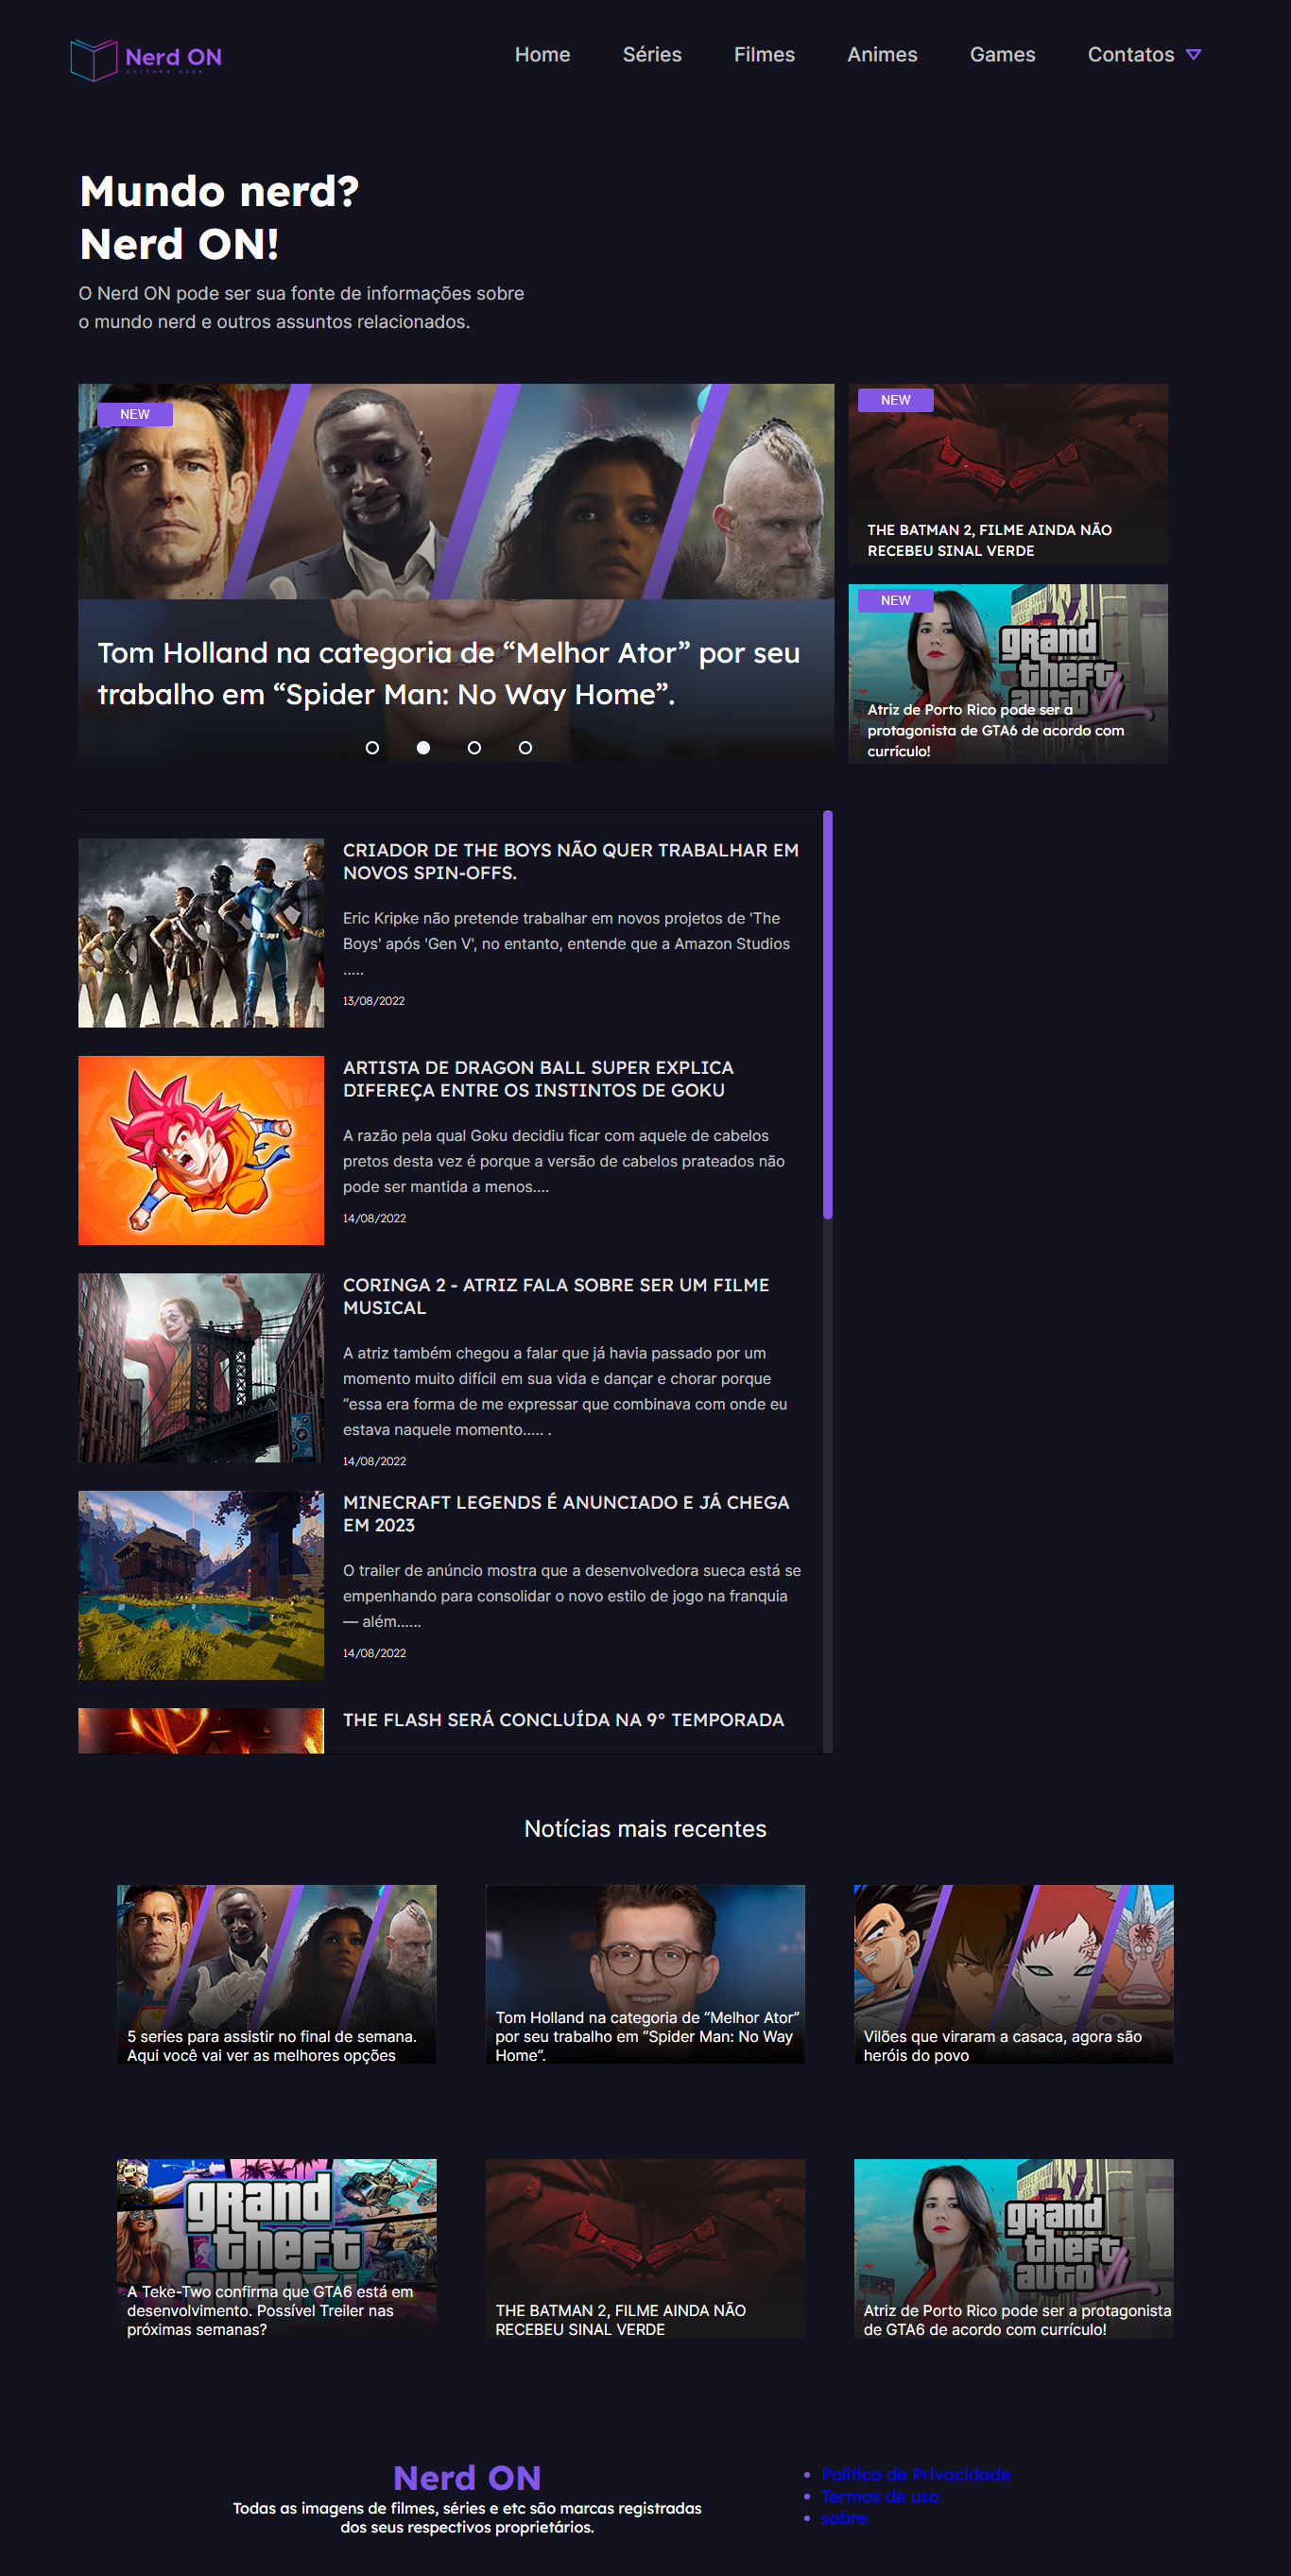 Nerd ON
CULTURA GEEK
Home
Séries
Filmes
Animes
Games
Contatos
Mundo nerd?
Nerd ON!
O Nerd ON pode ser sua fonte de informações sobre
o mundo nerd e outros assuntos relacionados.
NEW
Tom Holland na categoria de “Melhor Ator” por seu
trabalho em “Spider Man: No Way Home”.
NEW
THE BATMAN 2, FILME AINDA NÃO
RECEBEU SINAL VERDE
NEW
grand
theft
auto VI
Atriz de Porto Rico pode ser a
protagonista de GTA6 de acordo com
currículo!
CRIADOR DE THE BOYS NÃO QUER TRABALHAR EM
NOVOS SPIN-OFFS.
Eric Kripke não pretende trabalhar em novos projetos de 'The
Boys' após 'Gen V', no entanto, entende que a Amazon Studios
.....
13/08/2022
ARTISTA DE DRAGON BALL SUPER EXPLICA
DIFEREÇA ENTRE OS INSTINTOS DE GOKU
A razão pela qual Goku decidiu ficar com aquele de cabelos
pretos desta vez é porque a versão de cabelos prateados não
pode ser mantida a menos....
14/08/2022
CORINGA 2 - ATRIZ FALA SOBRE SER UM FILME
MUSICAL
A atriz também chegou a falar que já havia passado por um
momento muito difícil em sua vida e dançar e chorar porque
“essa era forma de me expressar que combinava com onde eu
estava naquele momento..... .
14/08/2022
MINECRAFT LEGENDS É ANUNCIADO E JÁ CHEGA
EM 2023
O trailer de anúncio mostra que a desenvolvedora sueca está se
empenhando para consolidar o novo estilo de jogo na franquia
— além......
14/08/2022
THE FLASH SERÁ CONCLUÍDA NA 9° TEMPORADA
Notícias mais recentes
5 series para assistir no final de semana.
Aqui você vai ver as melhores opções
Tom Holland na categoria de “Melhor Ator”
por seu trabalho em “Spider Man: No Way
Home”.
Vilões que viraram a casaca, agora são
heróis do povo
grand
theft
auto
A Teke-Two confirma que GTA6 está em
desenvolvimento. Possível Treiler nas
próximas semanas?
THE BATMAN 2, FILME AINDA NÃO
RECEBEU SINAL VERDE
grand
theft
auto VI
Atriz de Porto Rico pode ser a protagonista
de GTA6 de acordo com currículo!
Nerd ON
Todas as imagens de filmes, séries e etc são marcas registradas
dos seus respectivos proprietários.
Politica de Privacidade
Termos de uso
sobre